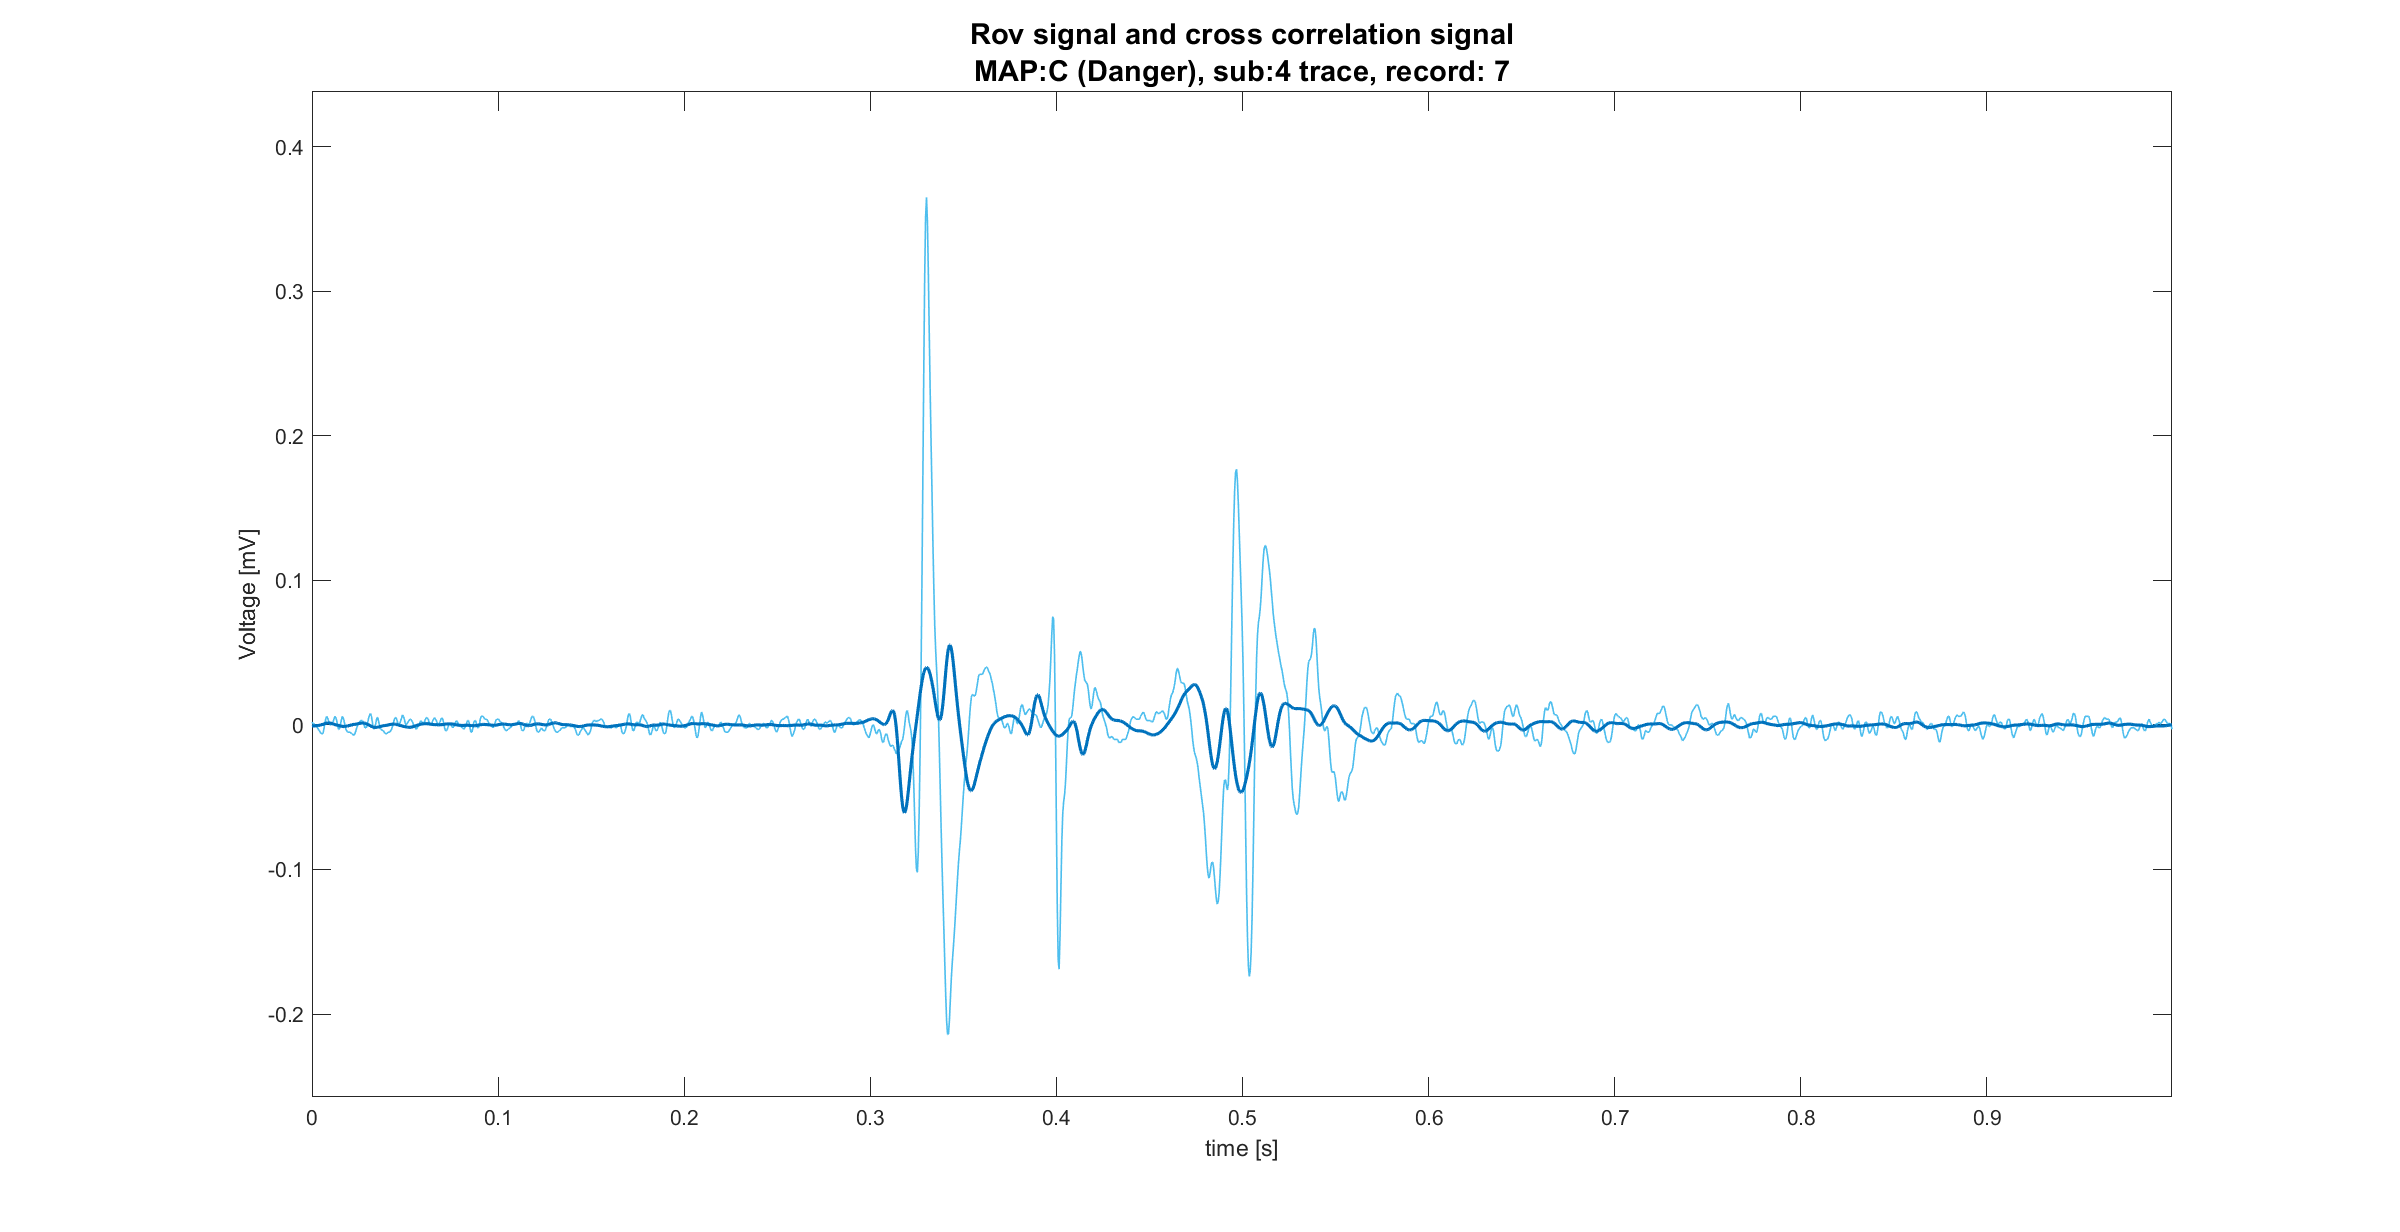 Rov signal and cross correlation signal
MAP:C (Danger), sub:4 trace, record: 7
0.4
0.3
0.2
0.1
0
-0.1
-0.2
Voltage [mV]
0 0.1 0.2 0.3 0.4 0.5 0.6 0.7 0.8 0.9
time [s]